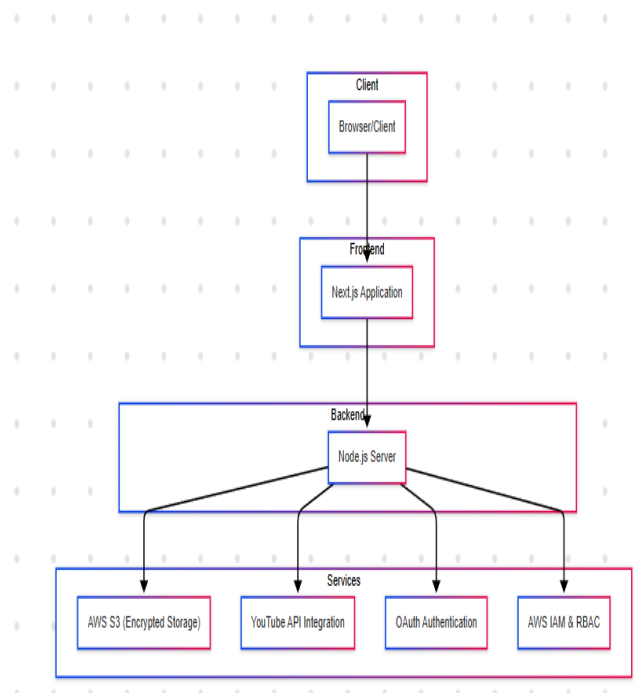 Client
Browser/Client
Frontend
Next.js Application
Backend
Node.js Server
Services
AWS S3 (Encrypted Storage)
YouTube API Integration
OAuth Authentication
AWS IAM & RBAC